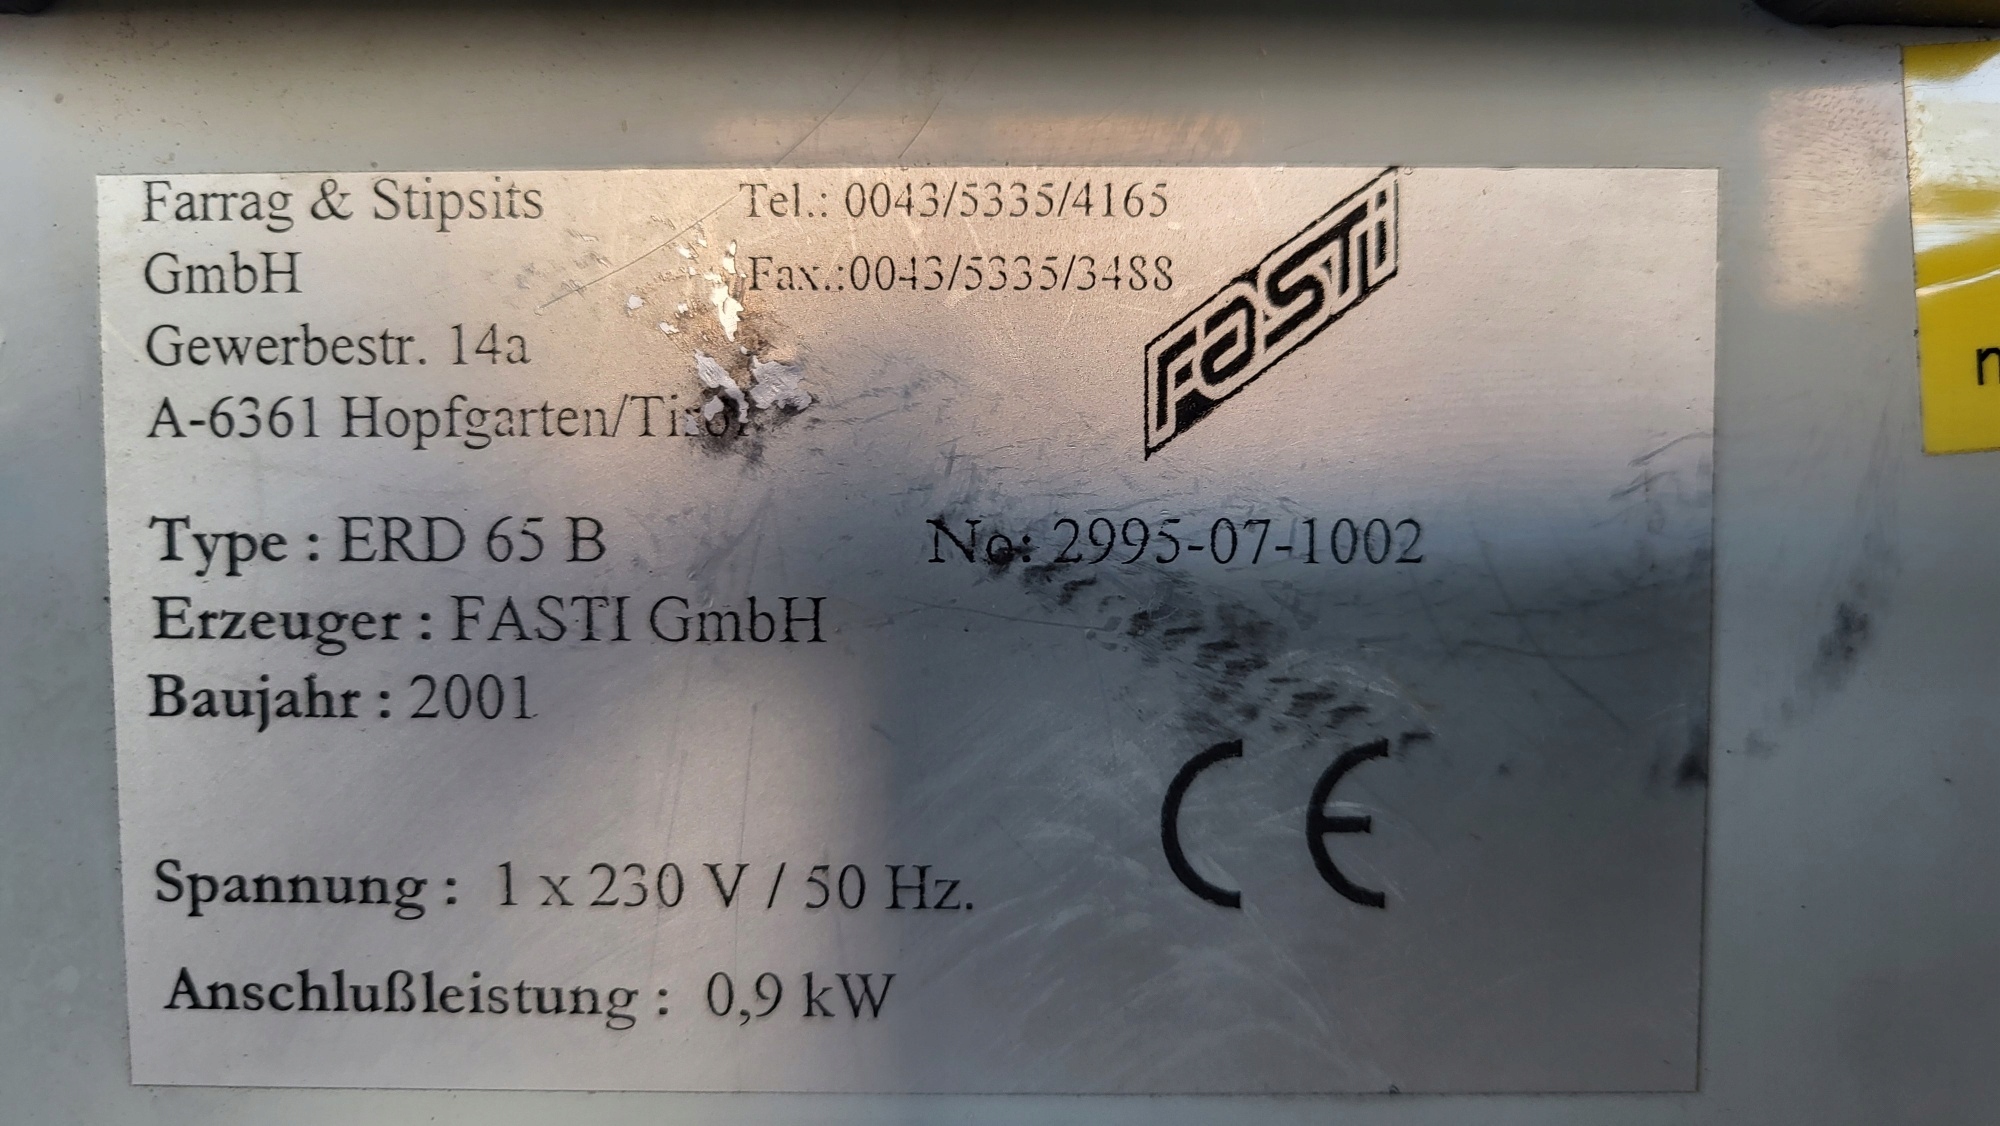 Farrag & Stipsits
GmbH
Gewerbestr. 14a
A-6361 Hopfgarten/Tirol
Tel.: 0043/5335/4165
Fax.:0043/5335/3488
FaSTi
Type : ERD 65 B
No: 2995-07-1002
Erzeuger : FASTI GmbH
Baujahr : 2001
CE
Spannung : 1 x 230 V / 50 Hz.
Anschlußleistung : 0,9 kW